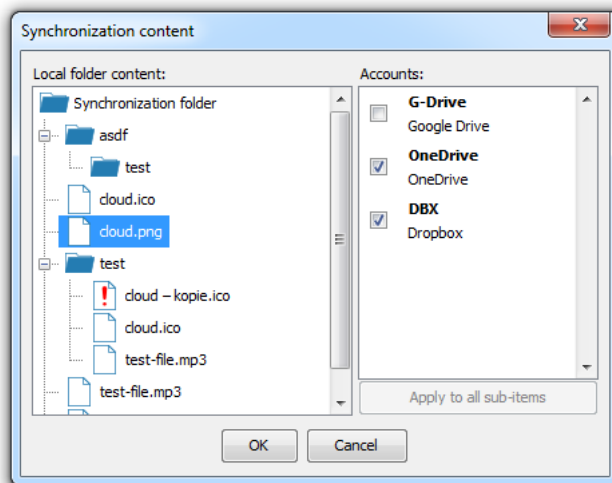 Synchronization content
Local folder content:
Synchronization folder
asdf
test
cloud.ico
cloud.png
test
cloud – kopie.ico
cloud.ico
test-file.mp3
test-file.mp3
Accounts:
G-Drive
Google Drive
OneDrive
OneDrive
DBX
Dropbox
Apply to all sub-items
OK
Cancel